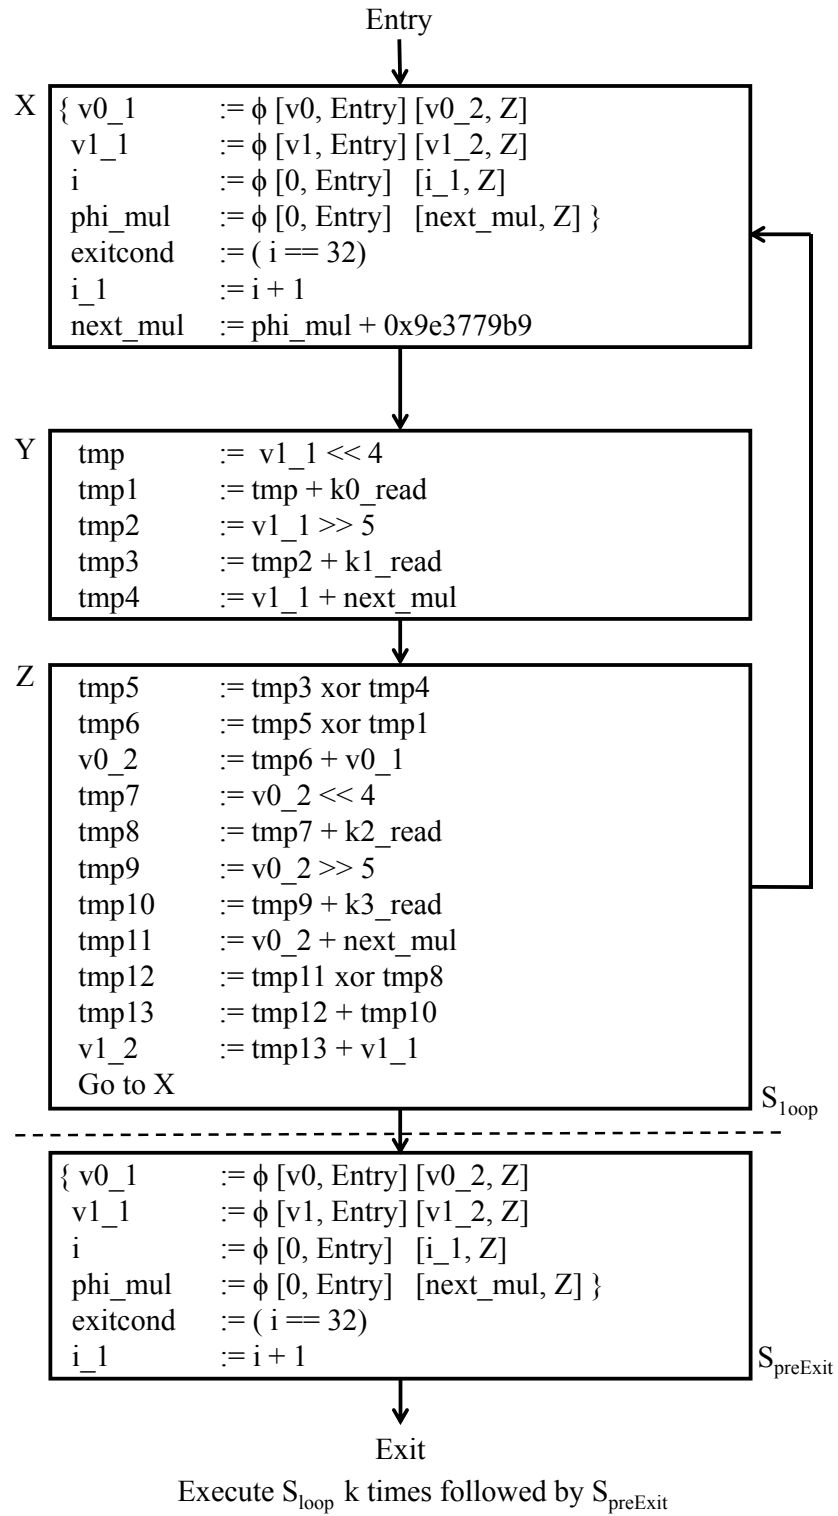 Entry
X { v0_1 := ϕ [v0, Entry] [v0_2, Z]
v1_1 := ϕ [v1, Entry] [v1_2, Z]
i := ϕ [0, Entry] [i_1, Z]
phi_mul := ϕ [0, Entry] [next_mul, Z] }
exitcond := ( i == 32)
i_1 := i + 1
next_mul := phi_mul + 0x9e3779b9
Y tmp := v1_1 << 4
tmp1 := tmp + k0_read
tmp2 := v1_1 >> 5
tmp3 := tmp2 + k1_read
tmp4 := v1_1 + next_mul
Z tmp5 := tmp3 xor tmp4
tmp6 := tmp5 xor tmp1
v0_2 := tmp6 + v0_1
tmp7 := v0_2 << 4
tmp8 := tmp7 + k2_read
tmp9 := v0_2 >> 5
tmp10 := tmp9 + k3_read
tmp11 := v0_2 + next_mul
tmp12 := tmp11 xor tmp8
tmp13 := tmp12 + tmp10
v1_2 := tmp13 + v1_1
Go to X
S1oop
{ v0_1 := ϕ [v0, Entry] [v0_2, Z]
v1_1 := ϕ [v1, Entry] [v1_2, Z]
i := ϕ [0, Entry] [i_1, Z]
phi_mul := ϕ [0, Entry] [next_mul, Z] }
exitcond := ( i == 32)
i_1 := i + 1
SpreExit
Exit
Execute Sloop k times followed by SpreExit